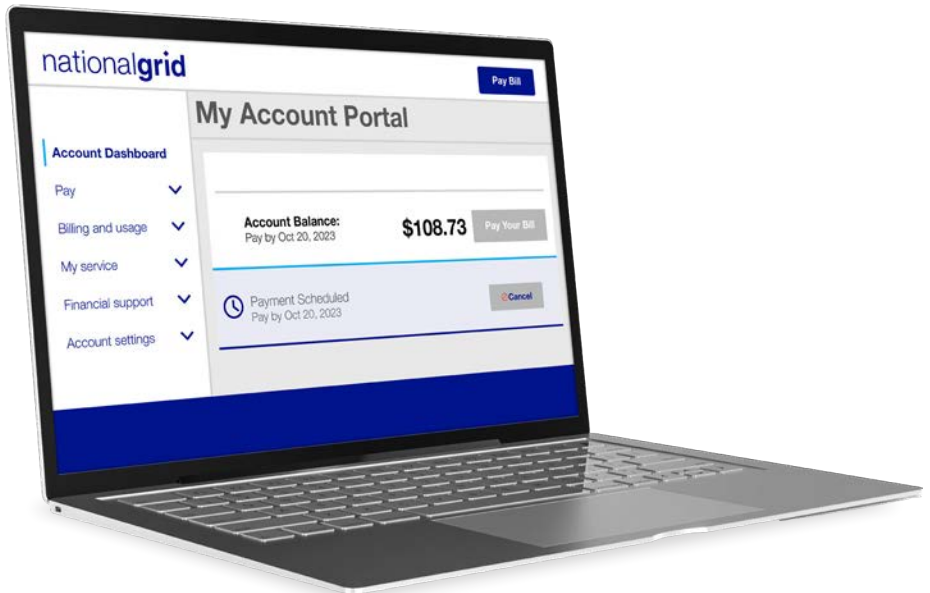 nationalgrid
Pay Bill
My Account Portal
Account Dashboard
Pay
Billing and usage
My service
Financial support
Account settings
Account Balance:
Pay by Oct 20, 2023
$108.73
Pay Your Bill
Payment Scheduled
Pay by Oct 20, 2023
Cancel